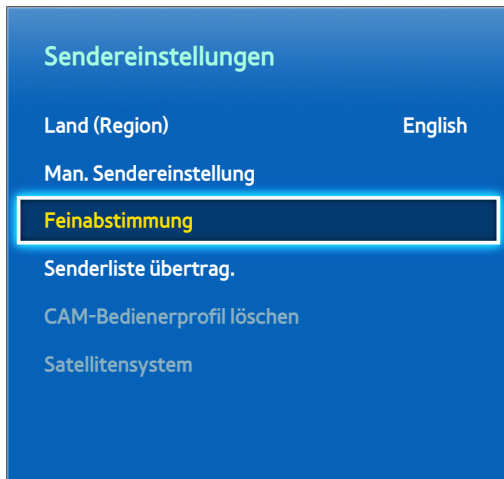 Sendereinstellungen
Land (Region) English
Man. Sendereinstellung
Feinabstimmung
Senderliste übertrag.
CAM-Bedienerprofil löschen
Satellitensystem